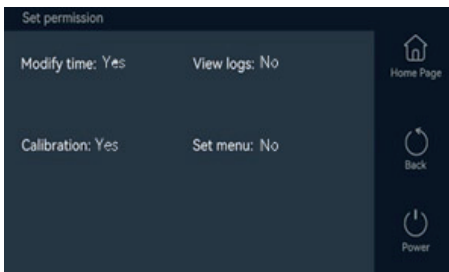 Set permission
Modify time: Yes View logs: No
Home Page
Calibration: Yes Set menu: No
Back
Power